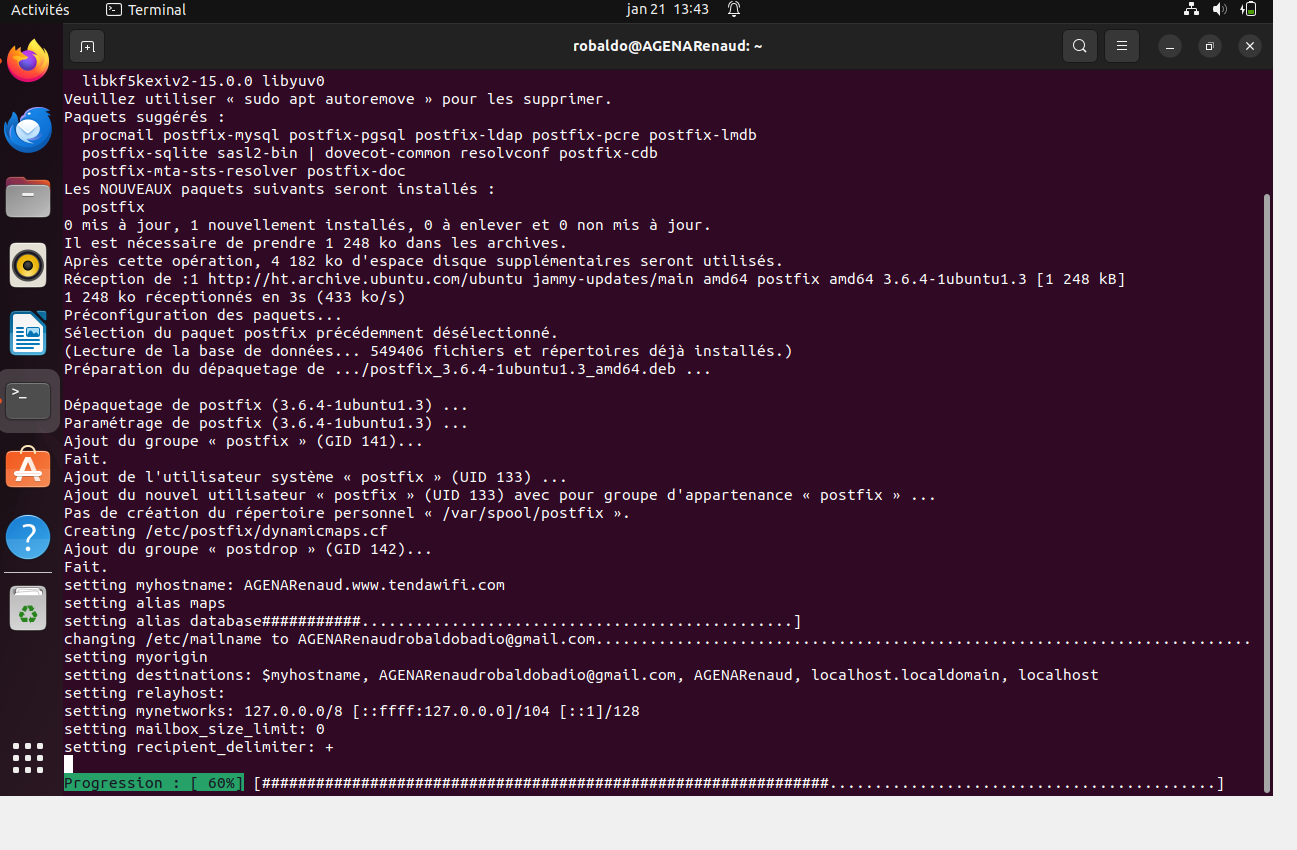 Activités
Terminal
jan 21 13:43
robaldo@AGENARenaud: ~
libkf5kexiv2-15.0.0 libyuv0
Veuillez utiliser « sudo apt autoremove » pour les supprimer.
Paquets suggérés :
procmail postfix-mysql postfix-pgsql postfix-ldap postfix-pcre postfix-lmdb
postfix-sqlite sasl2-bin | dovecot-common resolvconf postfix-cdb
postfix-mta-sts-resolver postfix-doc
Les NOUVEAUX paquets suivants seront installés :
postfix
0 mis à jour, 1 nouvellement installés, 0 à enlever et 0 non mis à jour.
Il est nécessaire de prendre 1 248 ko dans les archives.
Après cette opération, 4 182 ko d'espace disque supplémentaires seront utilisés.
Réception de :1 http://ht.archive.ubuntu.com/ubuntu jammy-updates/main amd64 postfix amd64 3.6.4-1ubuntu1.3 [1 248 kB]
1 248 ko réceptionnés en 3s (433 ko/s)
Préconfiguration des paquets...
Sélection du paquet postfix précédemment désélectionné.
(Lecture de la base de données... 549406 fichiers et répertoires déjà installés.)
Préparation du dépaquetage de .../postfix_3.6.4-1ubuntu1.3_amd64.deb ...
Dépaquetage de postfix (3.6.4-1ubuntu1.3) ...
Paramétrage de postfix (3.6.4-1ubuntu1.3) ...
Ajout du groupe « postfix » (GID 141)...
Fait.
Ajout de l'utilisateur système « postfix » (UID 133) ...
Ajout du nouvel utilisateur « postfix » (UID 133) avec pour groupe d'appartenance « postfix » ...
Pas de création du répertoire personnel « /var/spool/postfix ».
Creating /etc/postfix/dynamicmaps.cf
Ajout du groupe « postdrop » (GID 142)...
Fait.
setting myhostname: AGENARenaud.www.tendawifi.com
setting alias maps
setting alias database###########................................................]
changing /etc/mailname to AGENARenaudrobaldobadio@gmail.com.........................................................................
setting myorigin
setting destinations: $myhostname, AGENARenaudrobaldobadio@gmail.com, AGENARenaud, localhost.localdomain, localhost
setting relayhost:
setting mynetworks: 127.0.0.0/8 [::ffff:127.0.0.0]/104 [::1]/128
setting mailbox_size_limit: 0
setting recipient_delimiter: +
Progression : [ 60%] [###############################################################...........................................]